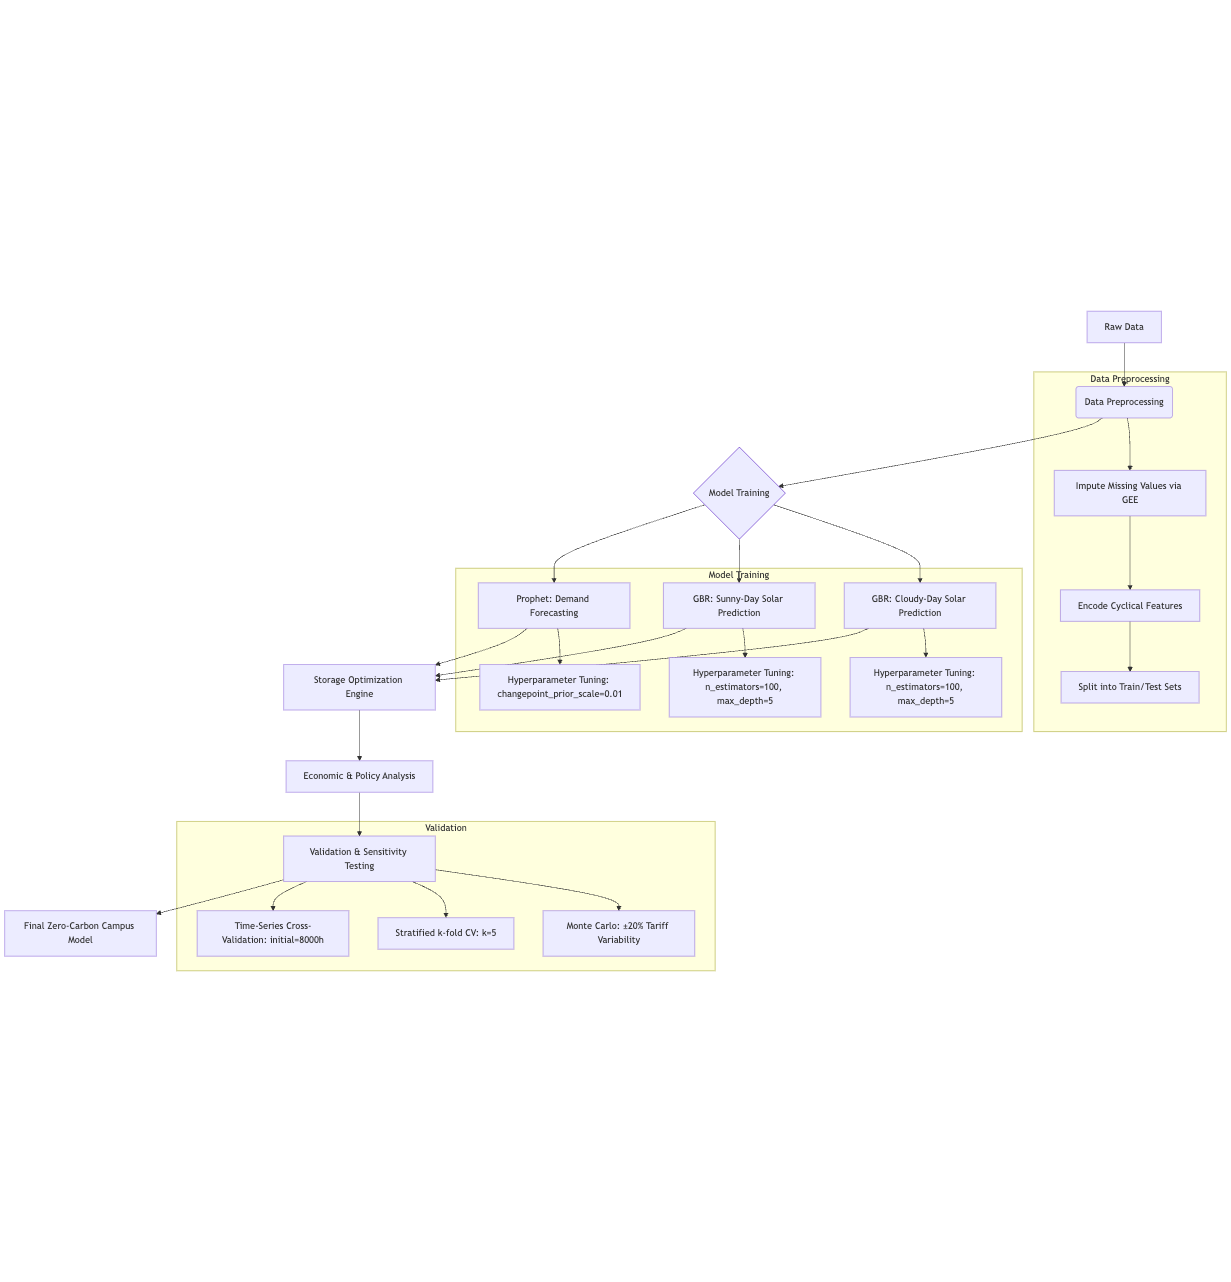 Raw Data
Data Preprocessing
Data Preprocessing
Impute Missing Values via
GEE
Encode Cyclical Features
Split into Train/Test Sets
Model Training
Model Training
Prophet: Demand
Forecasting
GBR: Sunny-Day Solar
Prediction
GBR: Cloudy-Day Solar
Prediction
Hyperparameter Tuning:
changepoint_prior_scale=0.01
Hyperparameter Tuning:
n_estimators=100,
max_depth=5
Hyperparameter Tuning:
n_estimators=100,
max_depth=5
Storage Optimization
Engine
Economic & Policy Analysis
Validation
Validation & Sensitivity
Testing
Final Zero-Carbon Campus
Model
Time-Series Cross-
Validation: initial=8000h
Stratified k-fold CV: k=5
Monte Carlo: ±20% Tariff
Variability